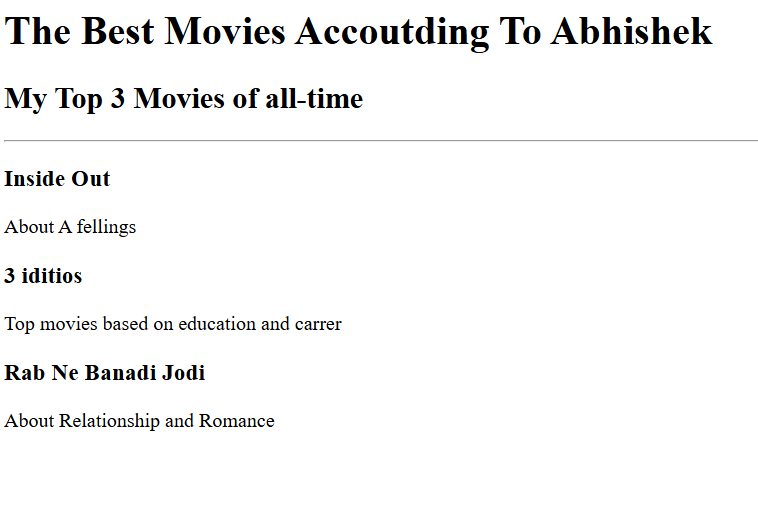 The Best Movies Accoutding To Abhishek
My Top 3 Movies of all-time
Inside Out
About A fellings
3 iditios
Top movies based on education and carrer
Rab Ne Banadi Jodi
About Relationship and Romance